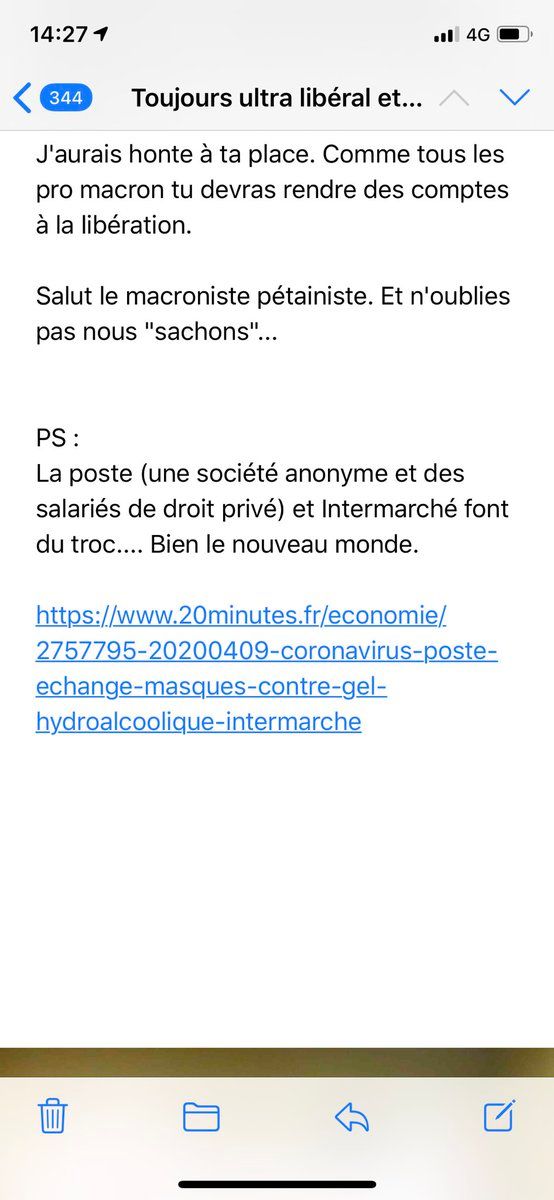 14:27
4G
344
Toujours ultra libéral et...
J'aurais honte à ta place. Comme tous les
pro macron tu devras rendre des comptes
à la libération.
Salut le macroniste pétainiste. Et n'oublies
pas nous "sachons"...
PS :
La poste (une société anonyme et des
salariés de droit privé) et Intermarché font
du troc.... Bien le nouveau monde.
https://www.20minutes.fr/economie/
2757795-20200409-coronavirus-poste-
echange-masques-contre-gel-
hydroalcoolique-intermarche